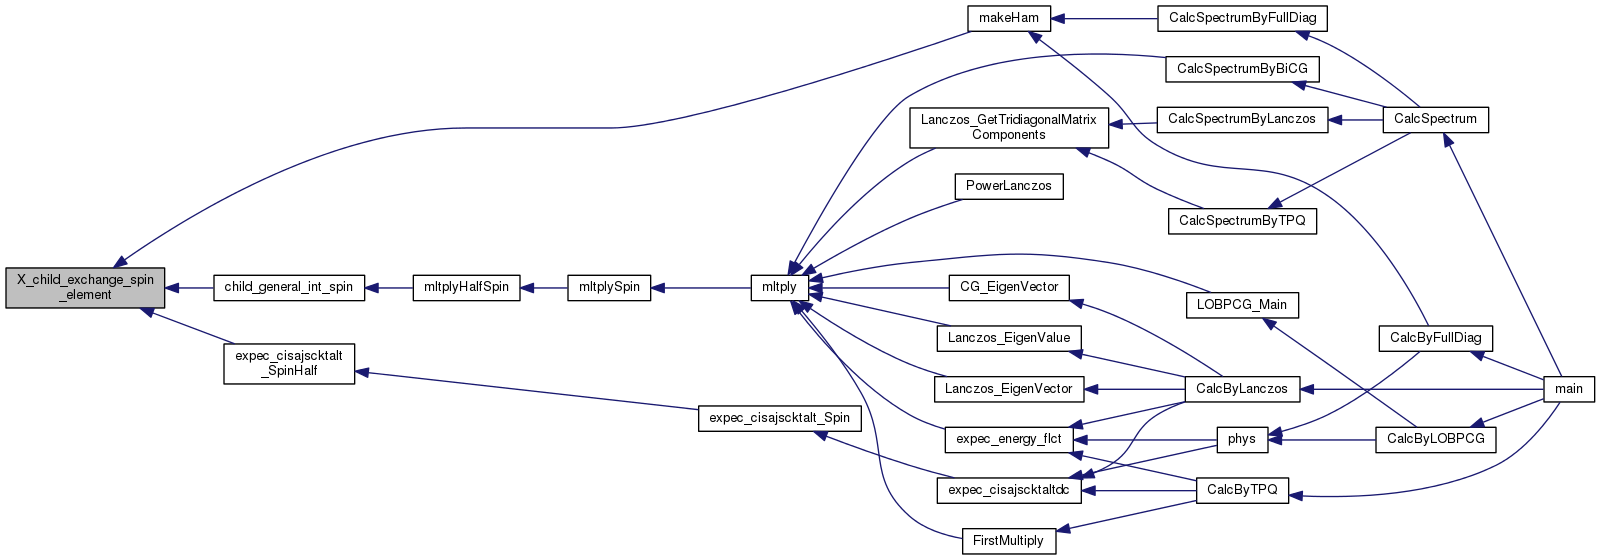 makeHam
CalcSpectrumByFullDiag
CalcSpectrumByBiCG
Lanczos_GetTridiagonalMatrix
Components
CalcSpectrumByLanczos
CalcSpectrum
PowerLanczos
CalcSpectrumByTPQ
X_child_exchange_spin
_element
child_general_int_spin
mltplyHalfSpin
mltplySpin
mltply
CG_EigenVector
LOBPCG_Main
Lanczos_EigenValue
CalcByFullDiag
expec_cisajscktalt
_SpinHalf
Lanczos_EigenVector
CalcByLanczos
main
expec_cisajscktalt_Spin
expec_energy_flct
phys
CalcByLOBPCG
expec_cisajscktaltdc
CalcByTPQ
FirstMultiply